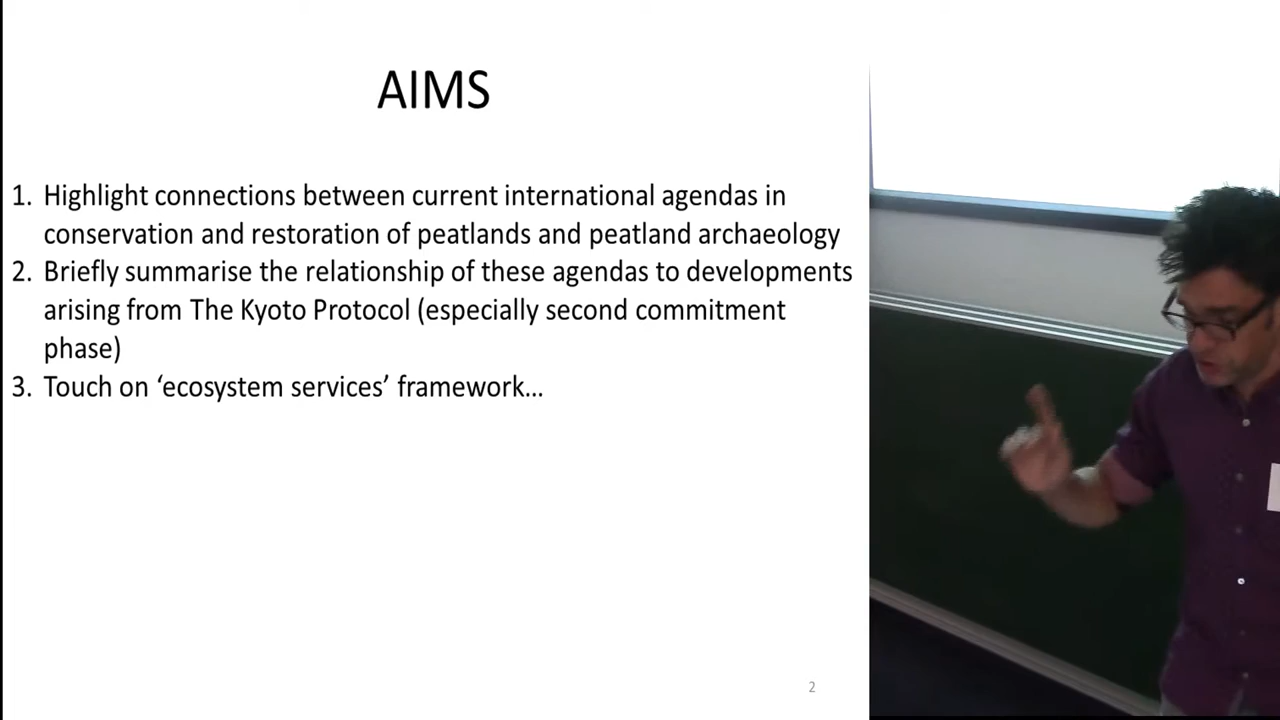 AIMS
1. Highlight connections between current international agendas in
conservation and restoration of peatlands and peatland archaeology
2. Briefly summarise the relationship of these agendas to developments
arising from The Kyoto Protocol (especially second commitment
phase)
3. Touch on ‘ecosystem services’ framework…
2